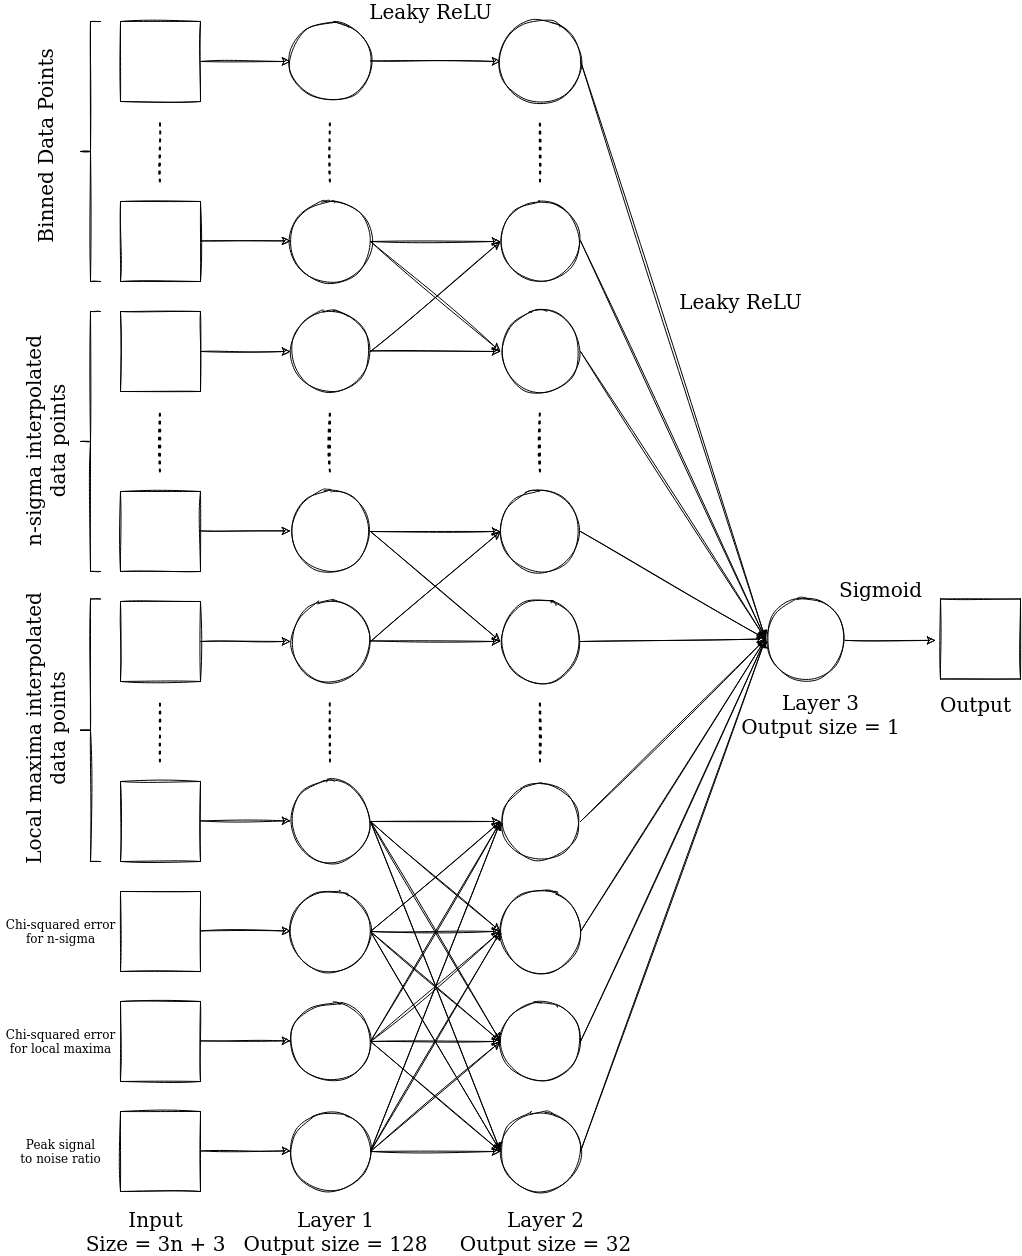 Leaky ReLU
Binned Data Points
Leaky ReLU
n-sigma interpolated
data points
Local maxima interpolated
data points
Sigmoid
Layer 3
Output size = 1
Output
Chi-squared error
for n-sigma
Chi-squared error
for local maxima
Peak signal
to noise ratio
Input
Size = 3n + 3
Layer 1
Output size = 128
Layer 2
Output size = 32